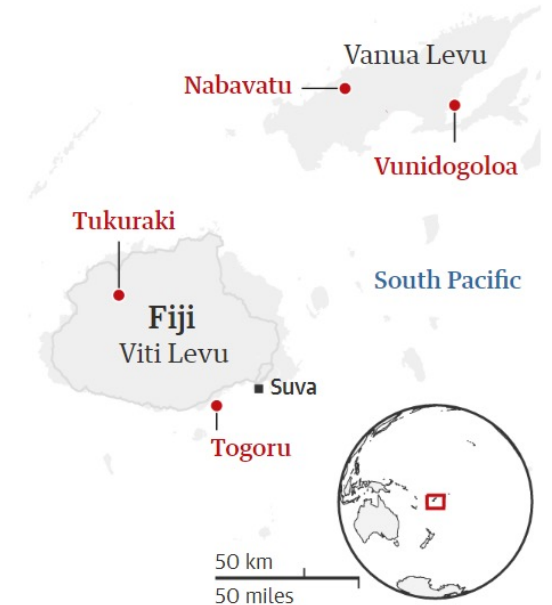 Vanua Levu
Nabavatu
Vunidogoloa
Tukuraki
South Pacific
Fiji
Viti Levu
Suva
Togoru
50 km
50 miles